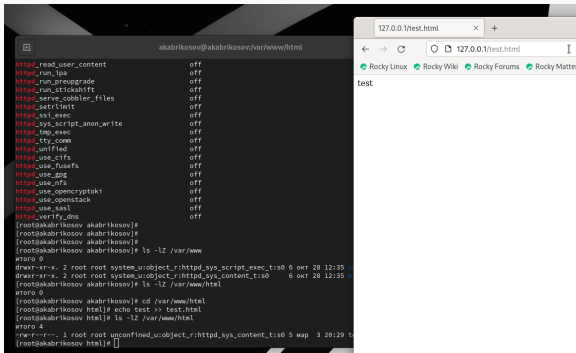 akabrikosov@akabrikosov:/var/www/html
httpd_read_user_content off
httpd_run_ipa off
httpd_run_preupgrade off
httpd_run_stickshift off
httpd_serve_cobbler_files off
httpd_setrlimit off
httpd_ssi_exec off
httpd_sys_script_anon_write off
httpd_tmp_exec off
httpd_tty_comm off
httpd_unified off
httpd_use_cifs off
httpd_use_fusefs off
httpd_use_gpg off
httpd_use_nfs off
httpd_use_opencryptoki off
httpd_use_openstack off
httpd_use_sasl off
httpd_verify_dns off
[root@akabrikosov akabrikosov]#
[root@akabrikosov akabrikosov]#
[root@akabrikosov akabrikosov]#
[root@akabrikosov akabrikosov]# ls -lZ /var/www
итого 0
drwxr-xr-x. 2 root root system_u:object_r:httpd_sys_script_exec_t:s0 6 окт 28 12:35
drwxr-xr-x. 2 root root system_u:object_r:httpd_sys_content_t:s0 6 окт 28 12:35
[root@akabrikosov akabrikosov]# ls -lZ /var/www/html
итого 0
[root@akabrikosov akabrikosov]# cd /var/www/html
[root@akabrikosov html]# echo test >> test.html
[root@akabrikosov html]# ls -lZ /var/www/html
итого 4
-rw-r--r--. 1 root root unconfined_u:object_r:httpd_sys_content_t:s0 5 мар 3 20:29 te
[root@akabrikosov html]#
127.0.0.1/test.html × +
127.0.0.1/test.html
Rocky Linux Rocky Wiki Rocky Forums Rocky Matter
test